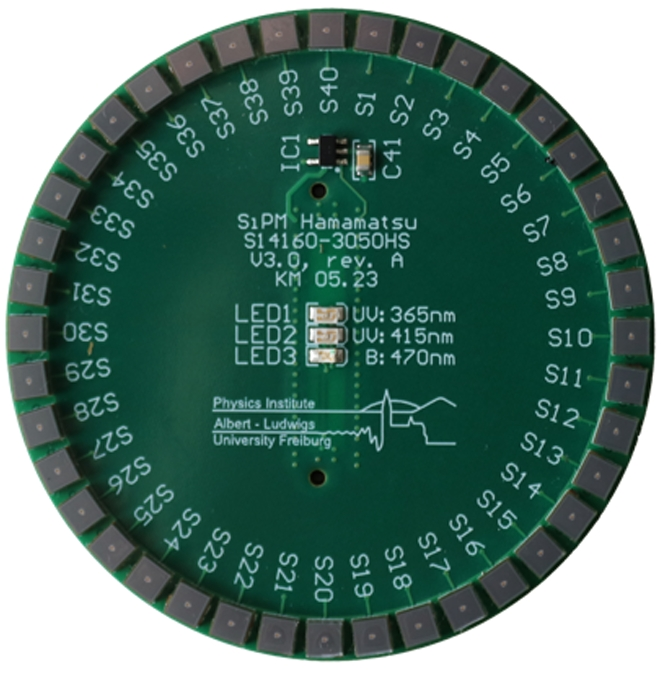 S40
S1
S2
S3
S4
S5
S6
S7
S8
S9
S10
S11
S12
S13
S14
S15
S16
S17
S18
S19
S20
S21
S22
S23
S24
S25
S26
S27
S28
S29
S30
S31
S32
S33
S34
S35
S36
S37
S38
S39
IC1
C41
SiPM Hamamatsu
S14160-3050HS
V3.0, rev. A
KM 05.23
LED1 UV: 365nm
LED2 UV: 415nm
LED3 B: 470nm
Physics Institute
Albert - Ludwigs
University Freiburg